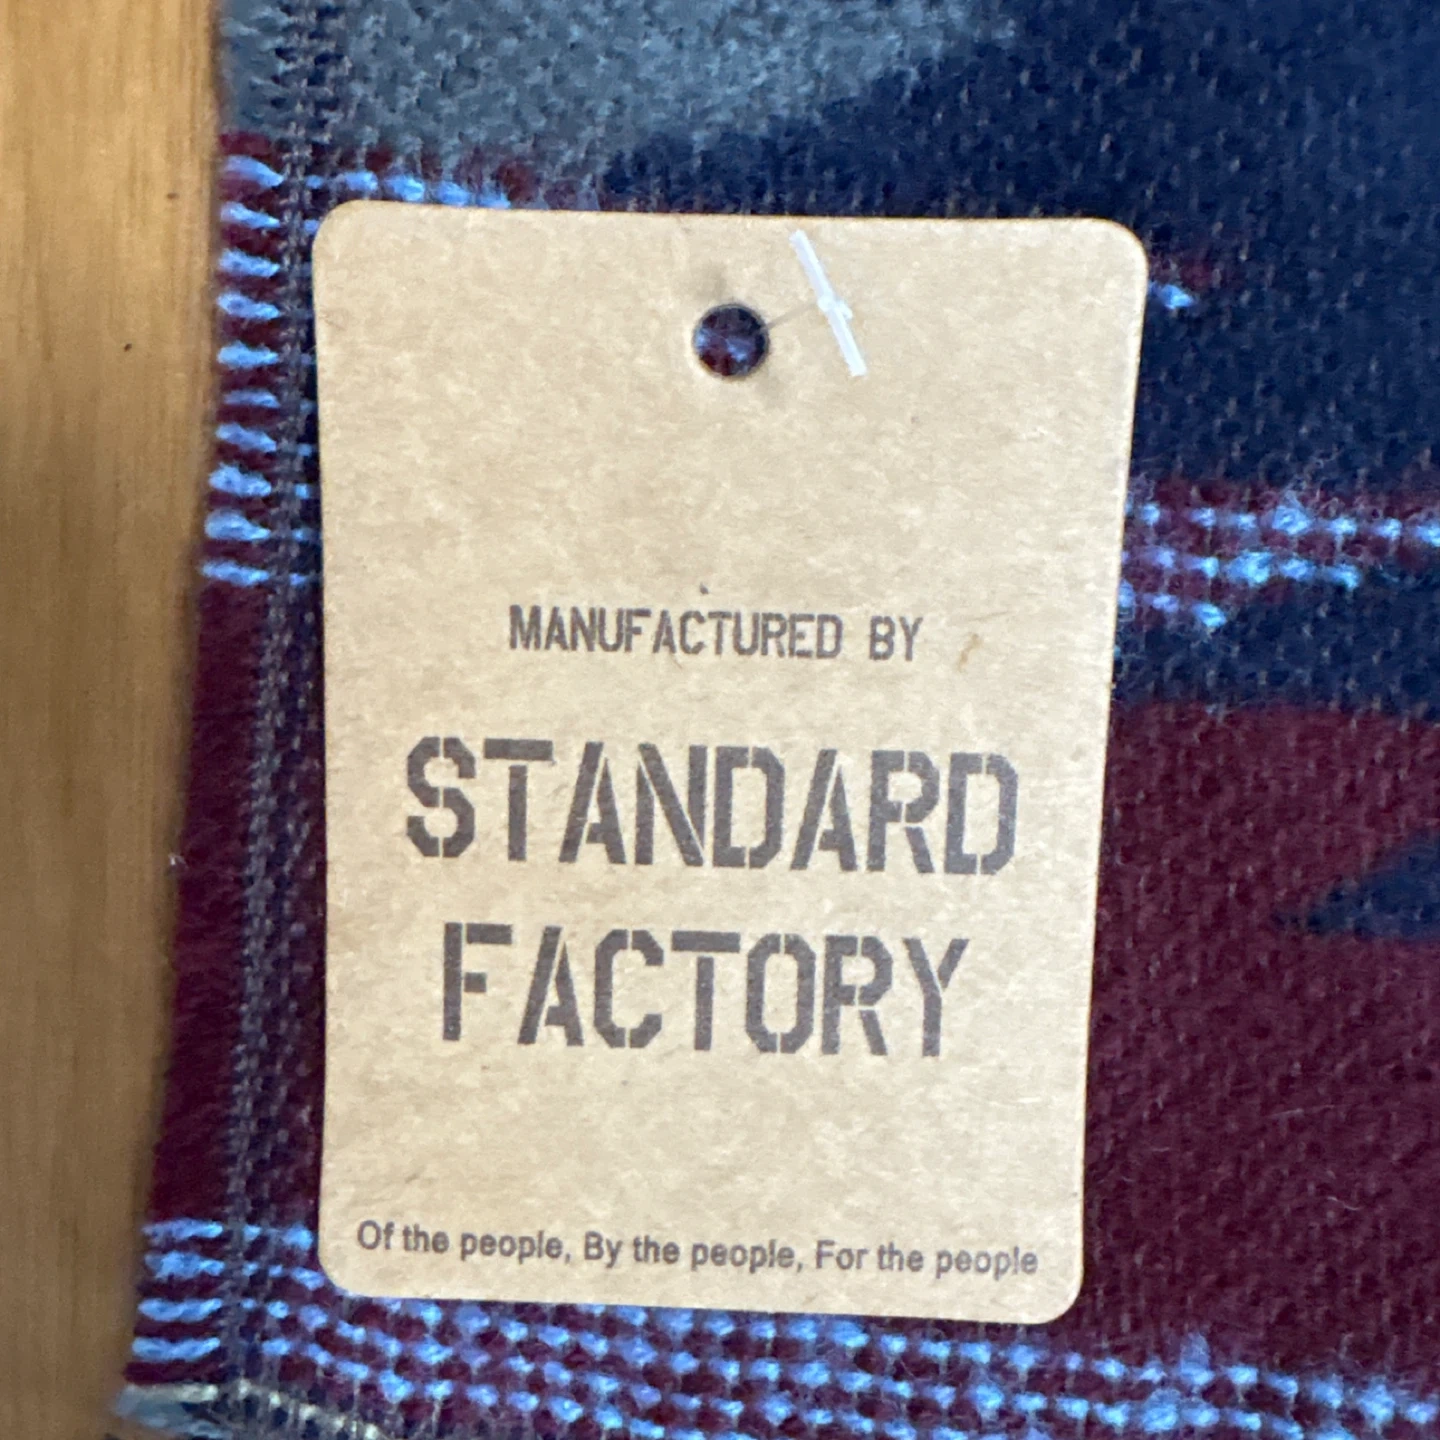 MANUFACTURED BY
STANDARD
FACTORY
Of the people, By the people, For the people